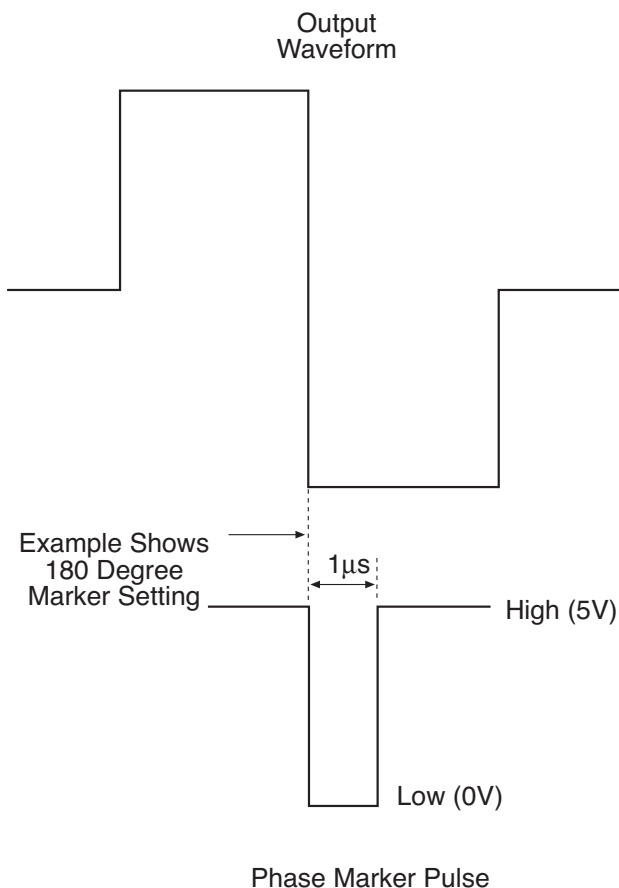 Output
Waveform
Example Shows
180 Degree
Marker Setting
1μs
High (5V)
Low (0V)
Phase Marker Pulse